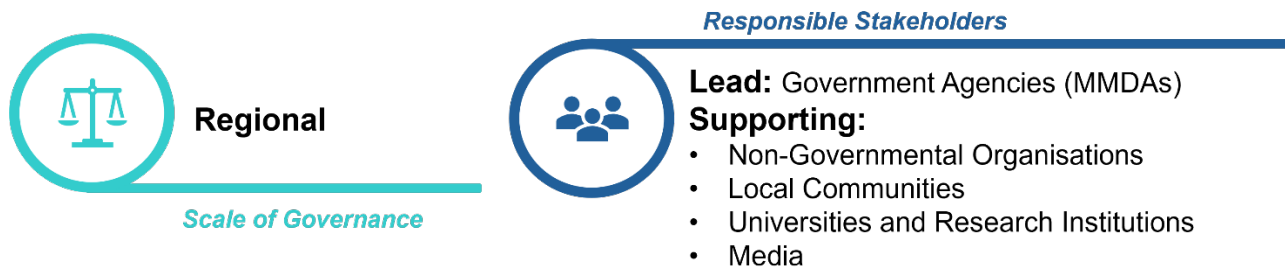 Regional
Scale of Governance
Responsible Stakeholders
Lead: Government Agencies (MMDAs)
Supporting:
• Non-Governmental Organisations
• Local Communities
• Universities and Research Institutions
• Media